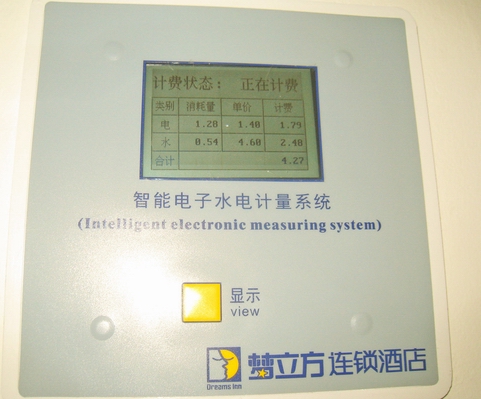 计费状态： 正在计费
类别 消耗量 单价 计费
电 1.28 1.40 1.79
水 0.54 4.60 2.48
合计 4.27
智能电子水电计量系统
(Intelligent electronic measuring system)
显示
view
梦立方连锁酒店
Dreams Inn